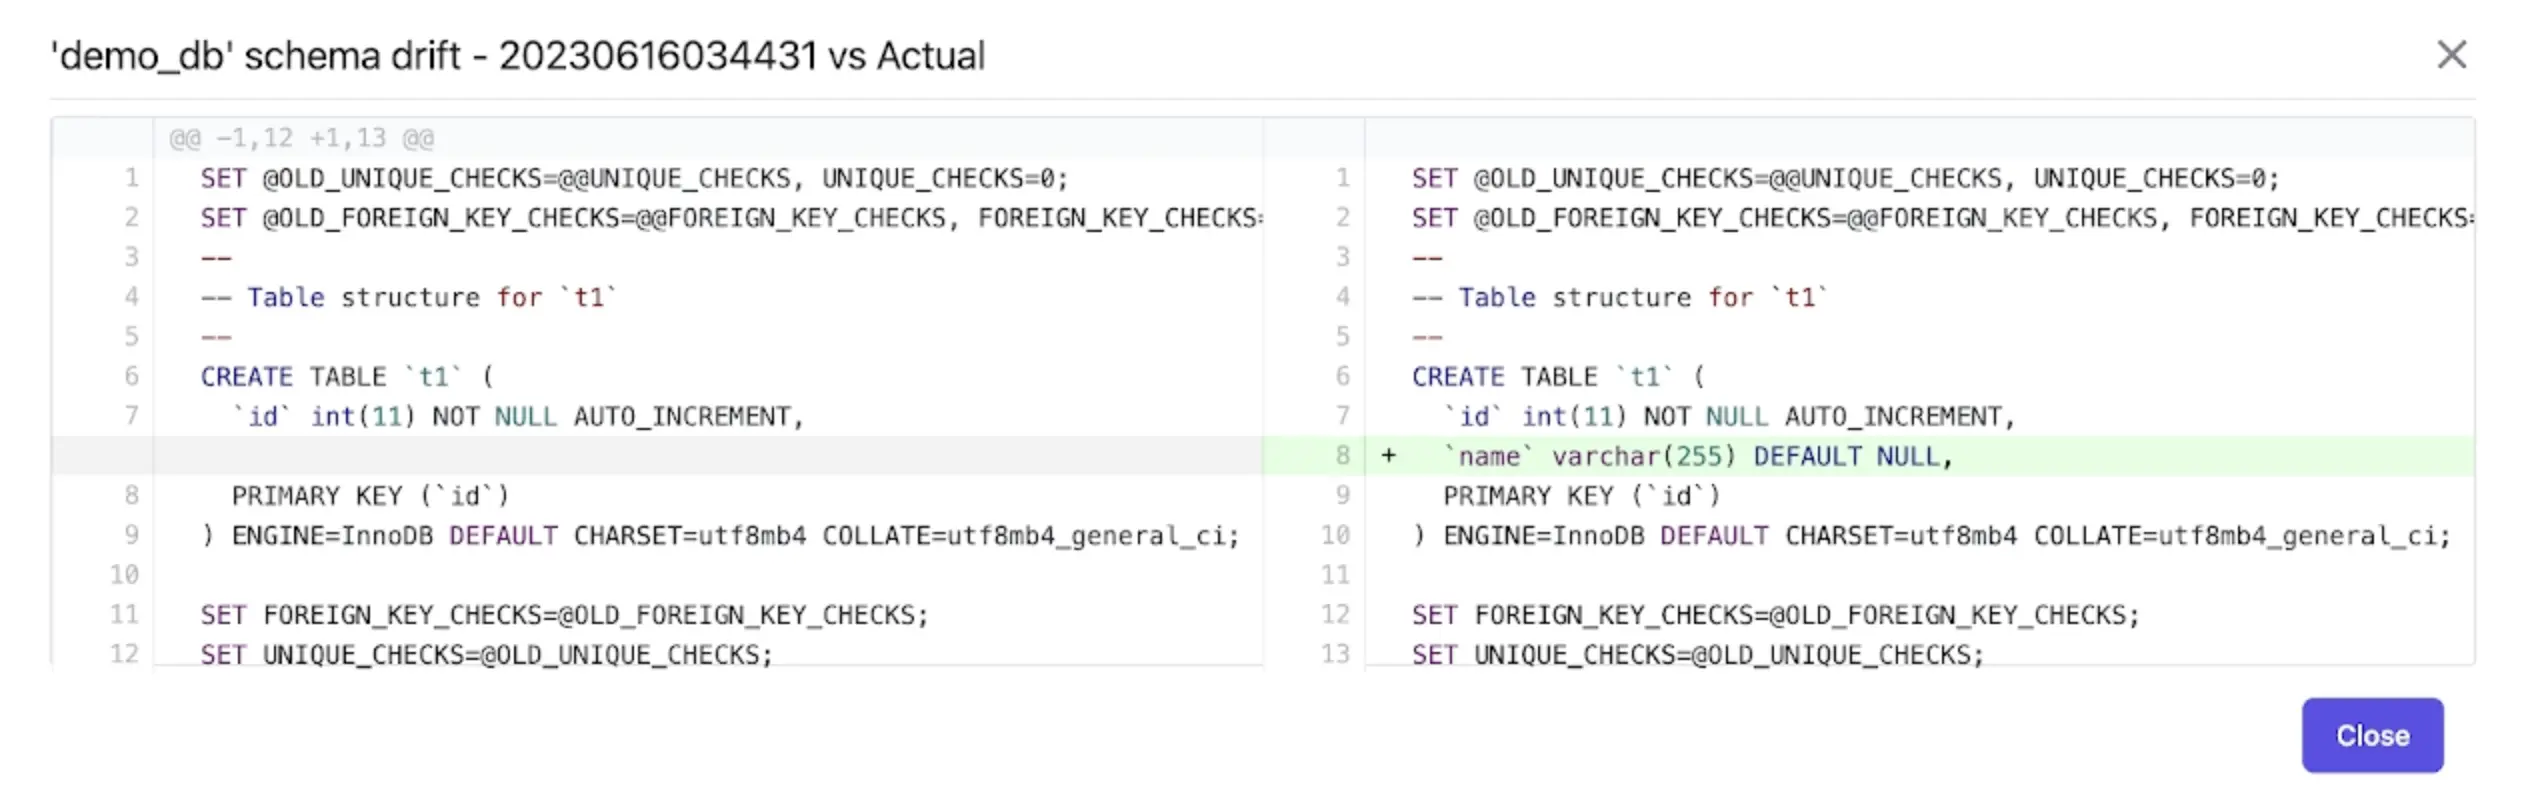 'demo_db' schema drift - 20230616034431 vs Actual
@@ -1,12 +1,13 @@
1 SET @OLD_UNIQUE_CHECKS=@@UNIQUE_CHECKS, UNIQUE_CHECKS=0;
2 SET @OLD_FOREIGN_KEY_CHECKS=@@FOREIGN_KEY_CHECKS, FOREIGN_KEY_CHECKS=
3 --
4 -- Table structure for `t1`
5 --
6 CREATE TABLE `t1` (
7 `id` int(11) NOT NULL AUTO_INCREMENT,
8 PRIMARY KEY (`id`)
9 ) ENGINE=InnoDB DEFAULT CHARSET=utf8mb4 COLLATE=utf8mb4_general_ci;
10
11 SET FOREIGN_KEY_CHECKS=@OLD_FOREIGN_KEY_CHECKS;
12 SET UNIQUE_CHECKS=@OLD_UNIQUE_CHECKS;
1 SET @OLD_UNIQUE_CHECKS=@@UNIQUE_CHECKS, UNIQUE_CHECKS=0;
2 SET @OLD_FOREIGN_KEY_CHECKS=@@FOREIGN_KEY_CHECKS, FOREIGN_KEY_CHECKS=
3 --
4 -- Table structure for `t1`
5 --
6 CREATE TABLE `t1` (
7 `id` int(11) NOT NULL AUTO_INCREMENT,
8 + `name` varchar(255) DEFAULT NULL,
9 PRIMARY KEY (`id`)
10 ) ENGINE=InnoDB DEFAULT CHARSET=utf8mb4 COLLATE=utf8mb4_general_ci;
11
12 SET FOREIGN_KEY_CHECKS=@OLD_FOREIGN_KEY_CHECKS;
13 SET UNIQUE_CHECKS=@OLD_UNIQUE_CHECKS;
Close